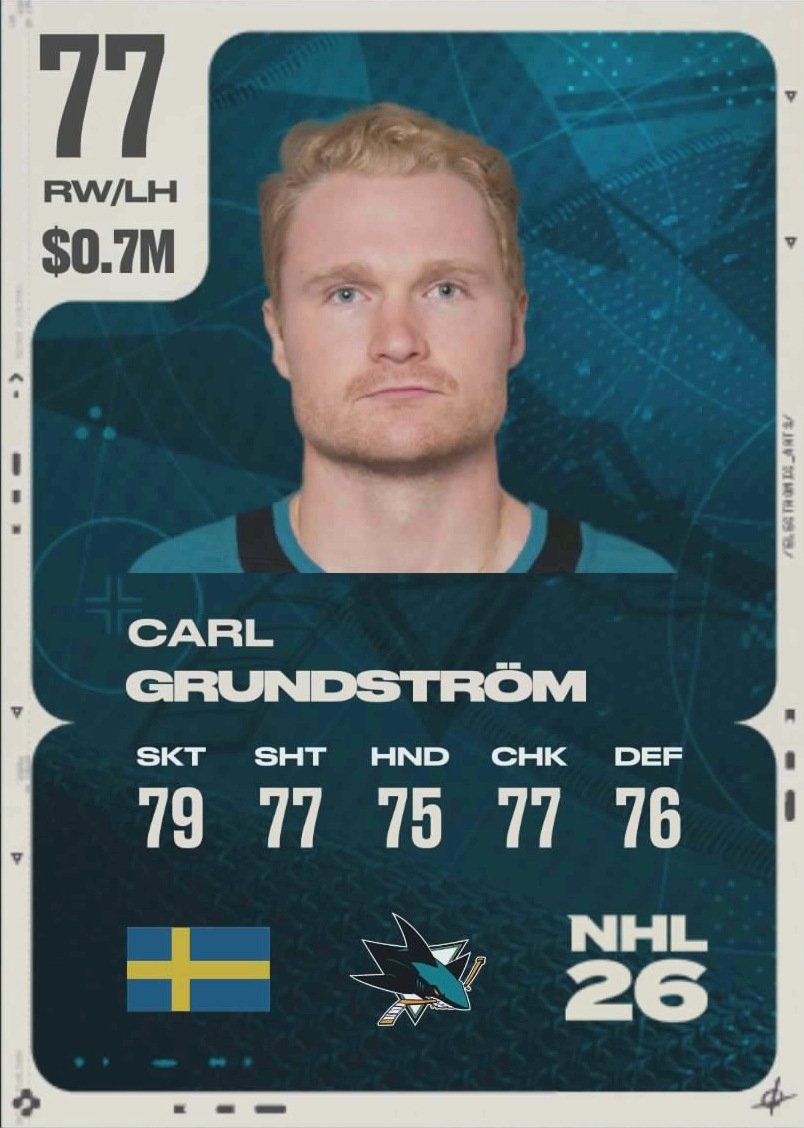 77
RW/LH
$0.7M
CARL
GRUNDSTRÖM
SKT SHT HND CHK DEF
79 77 75 77 76
NHL
26
/ELECTRONIC_ARTS/